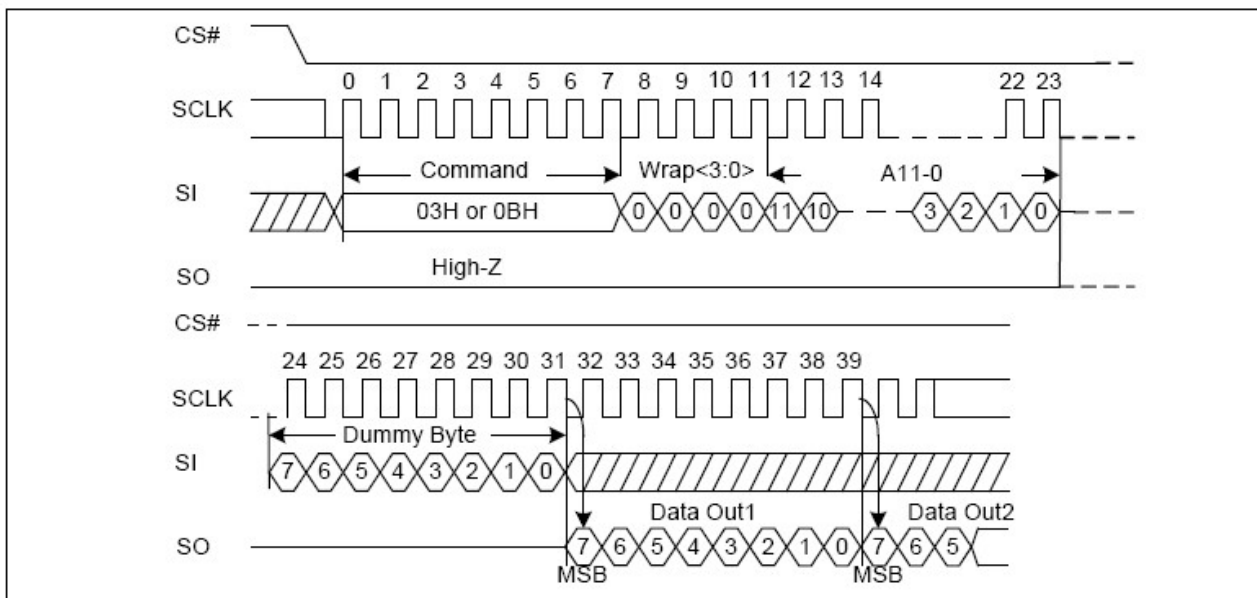 CS#
0 1 2 3 4 5 6 7 8 9 10 11 12 13 14 22 23
SCLK
Command Wrap<3:0> A11-0
SI
03H or 0BH 0 0 0 0 11 10 3 2 1 0
High-Z
SO
CS#
24 25 26 27 28 29 30 31 32 33 34 35 36 37 38 39
SCLK
Dummy Byte
SI
7 6 5 4 3 2 1 0
Data Out1 Data Out2
SO
7 6 5 4 3 2 1 0 7 6 5
MSB MSB